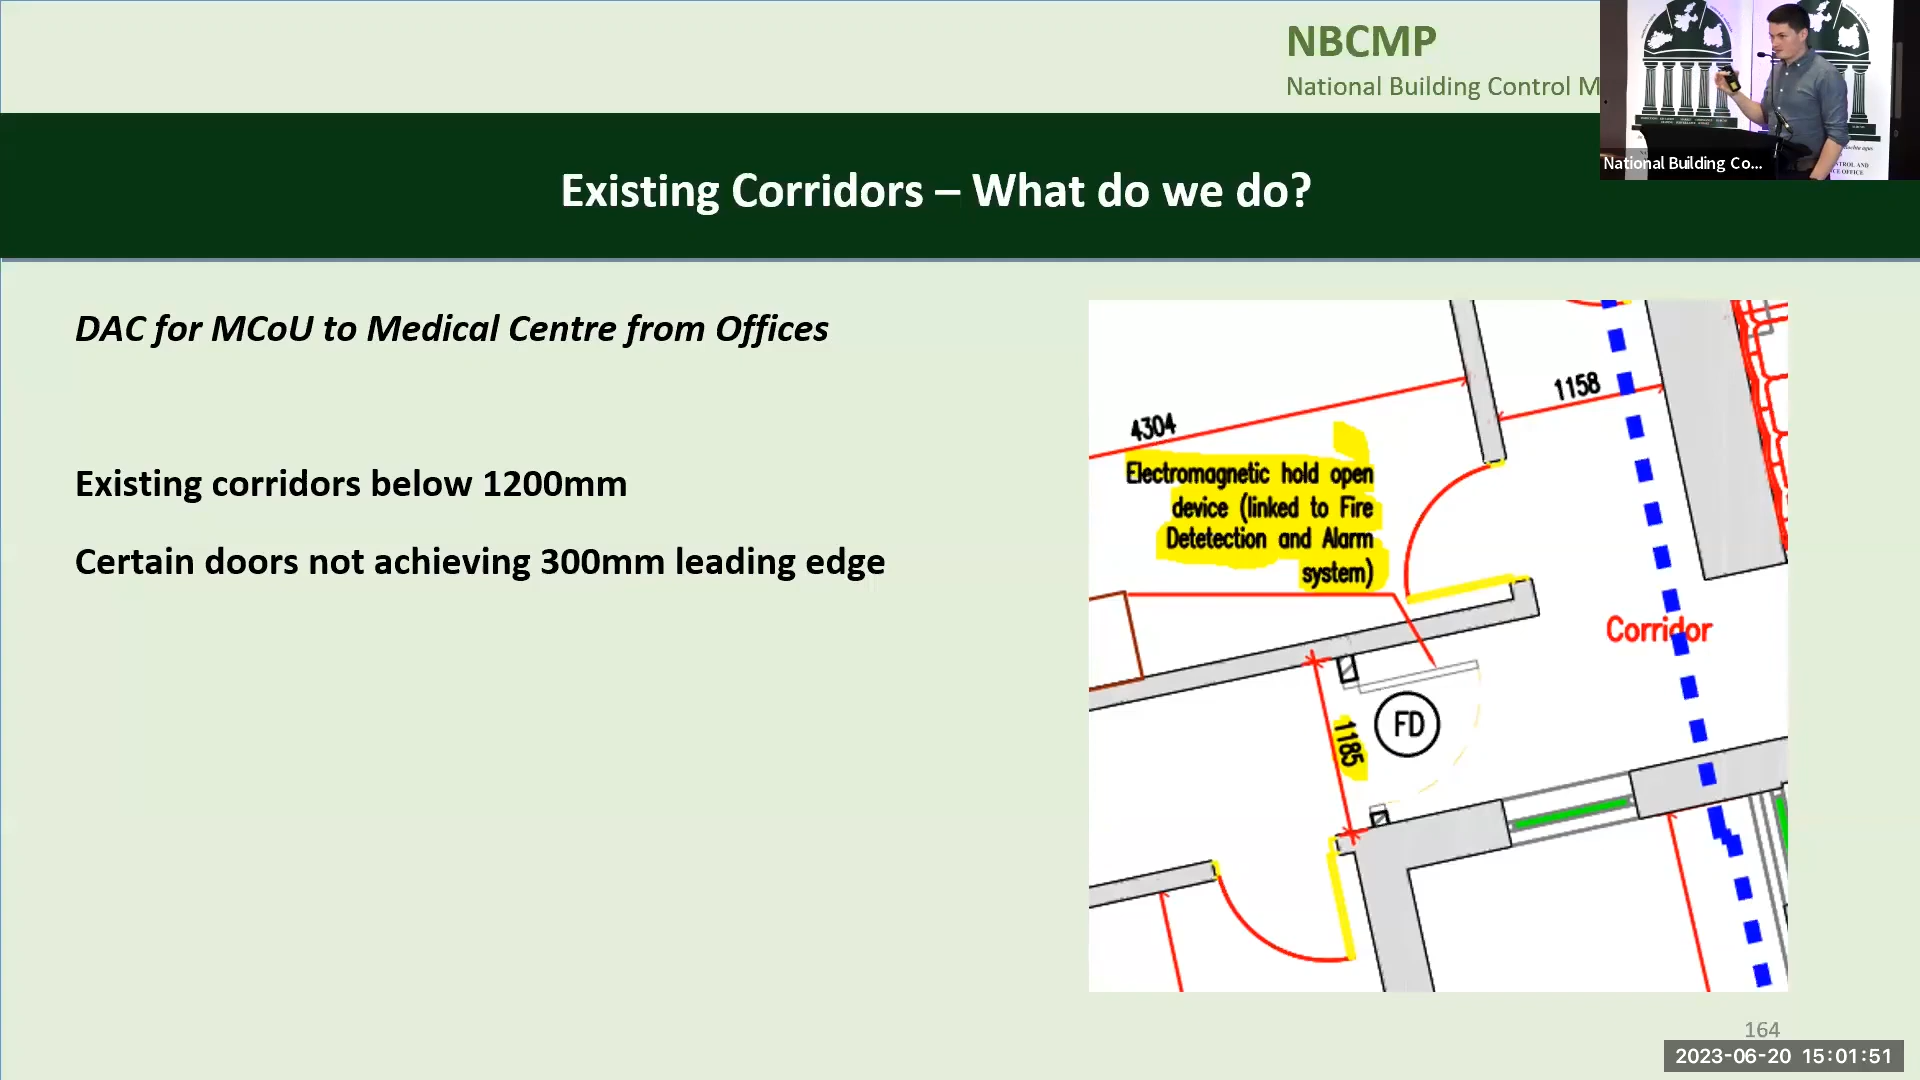 NBCMP
National Building Control M
National Building Co...
Existing Corridors – What do we do?
DAC for MCoU to Medical Centre from Offices
Existing corridors below 1200mm
Certain doors not achieving 300mm leading edge
1158
4304
Electromagnetic hold open
device (linked to Fire
Detetection and Alarm
system)
Corridor
FD
1185
164
2023-06-20 15:01:51